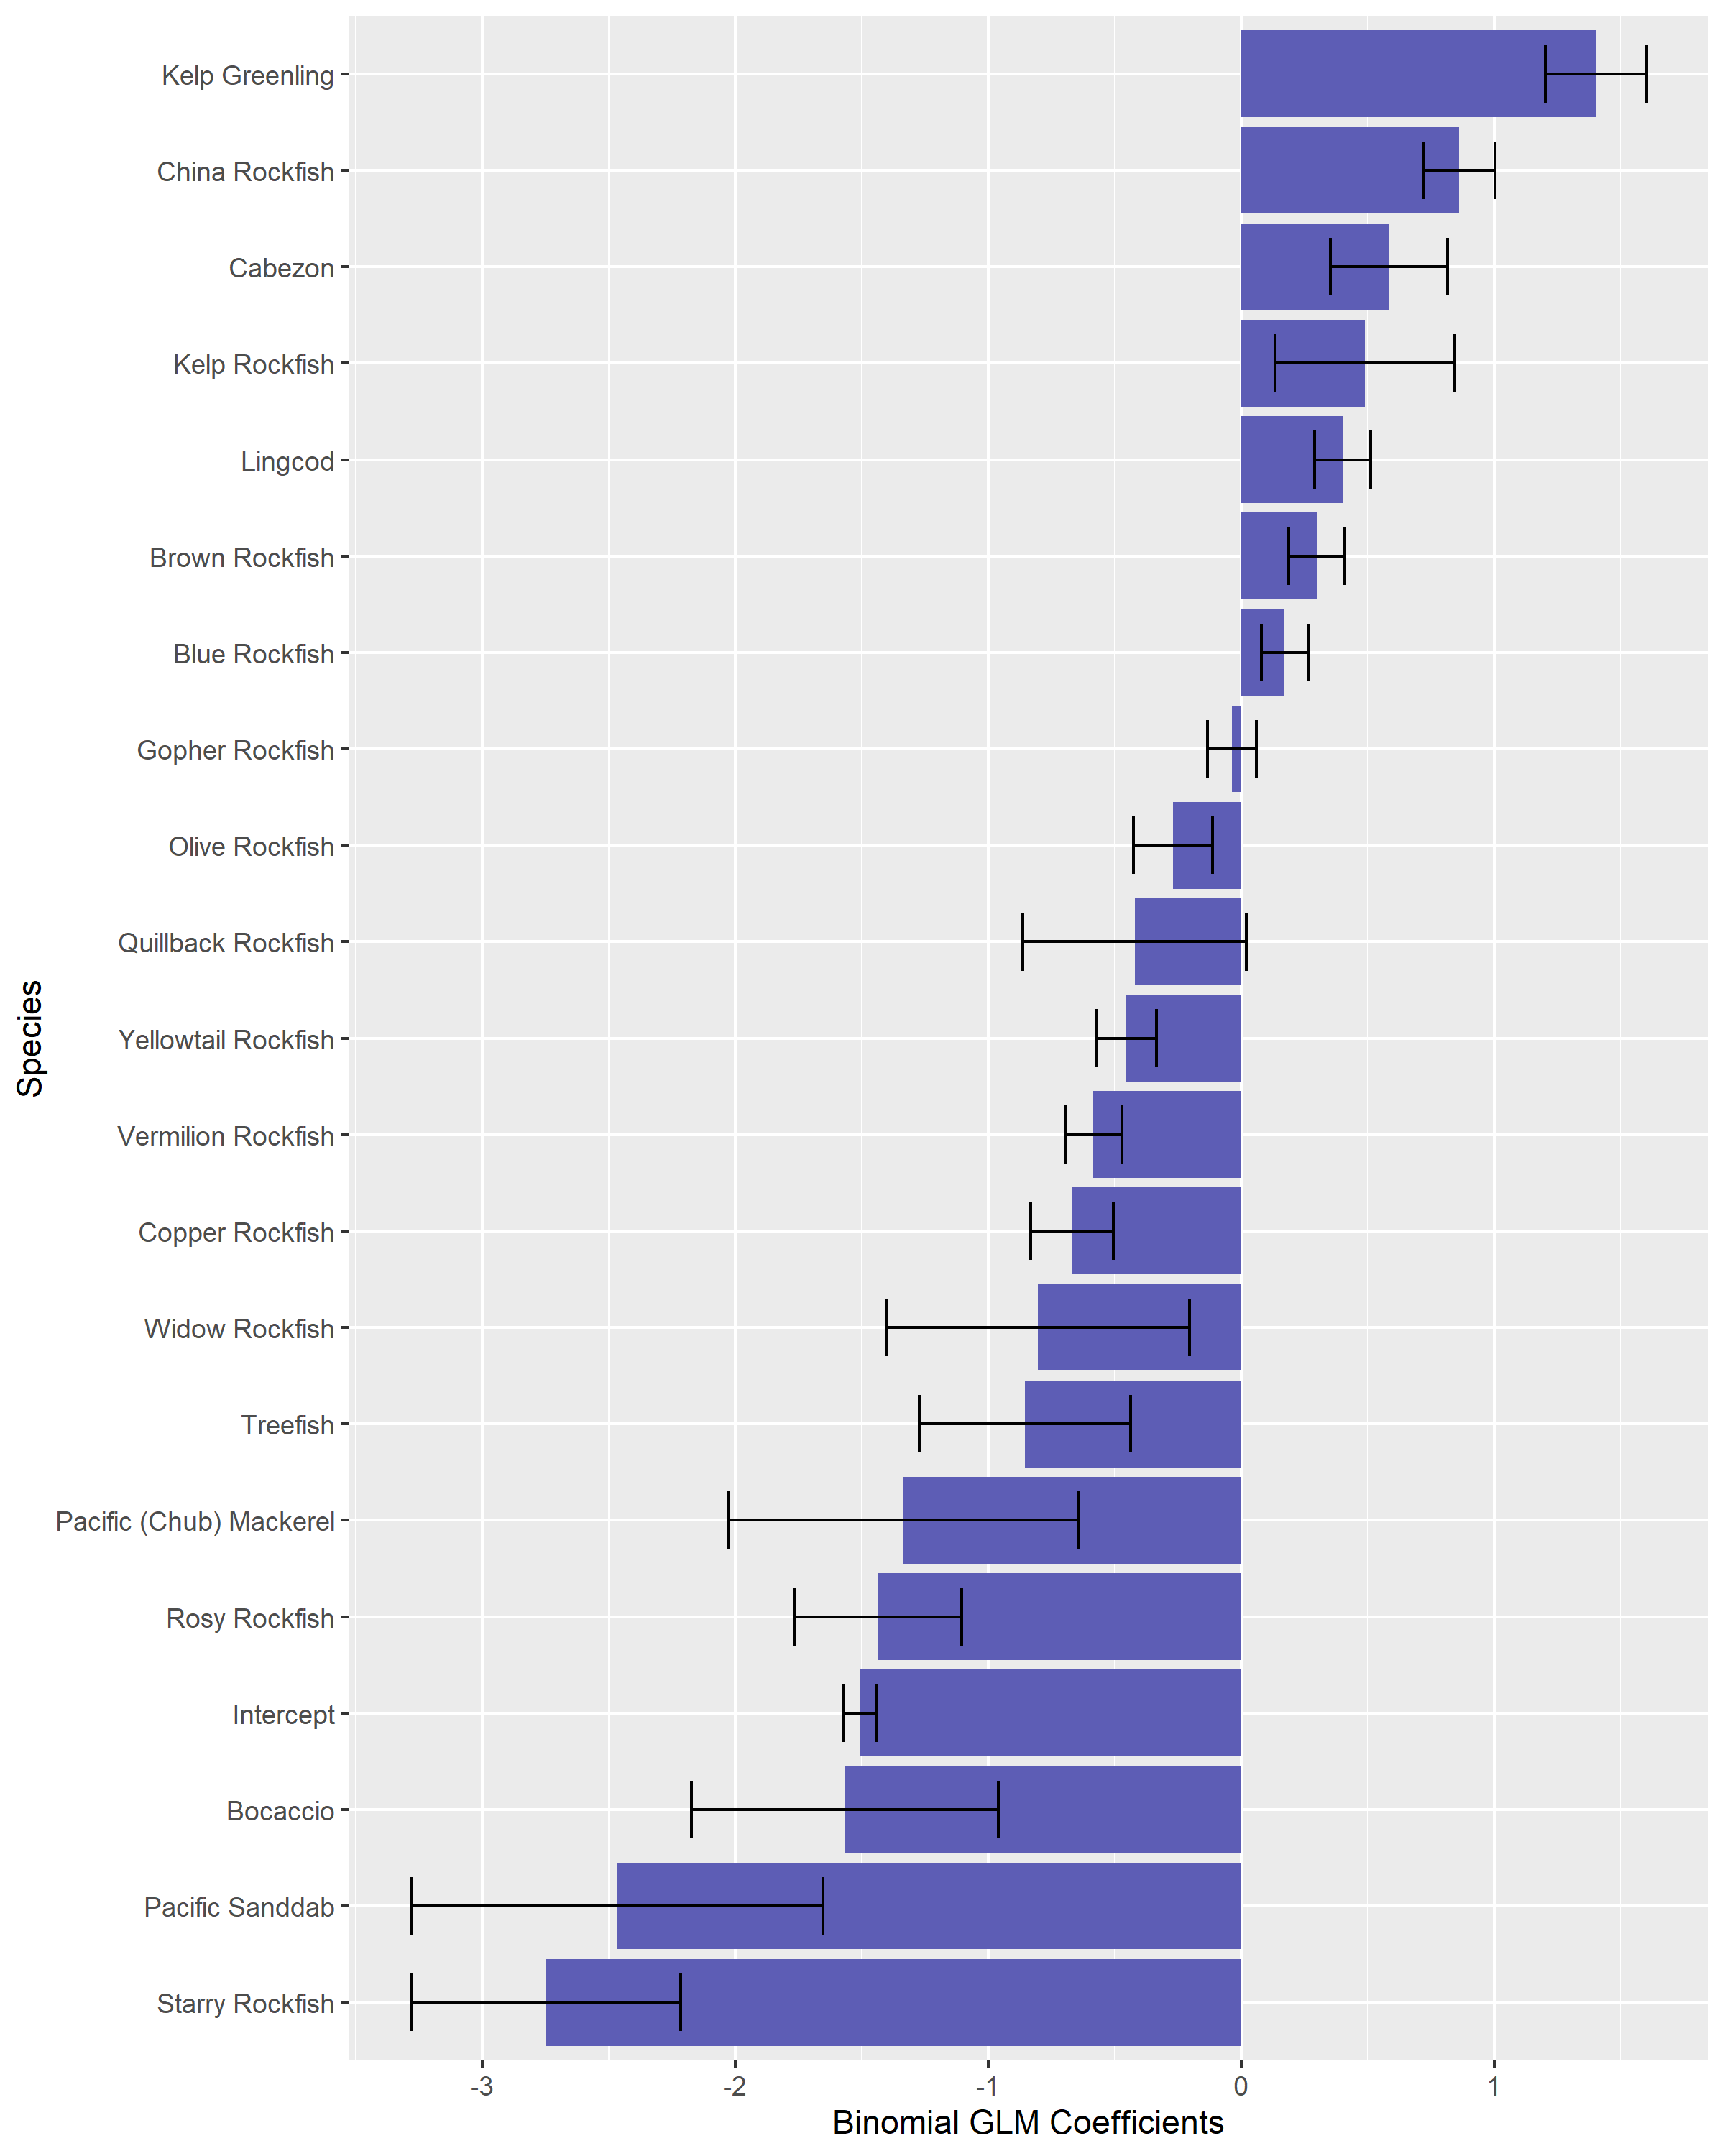 Kelp Greenling
China Rockfish
Cabezon
Kelp Rockfish
Lingcod
Brown Rockfish
Blue Rockfish
Gopher Rockfish
Olive Rockfish
Quillback Rockfish
Yellowtail Rockfish
Vermilion Rockfish
Copper Rockfish
Widow Rockfish
Treefish
Pacific (Chub) Mackerel
Rosy Rockfish
Intercept
Bocaccio
Pacific Sanddab
Starry Rockfish
Species
-3 -2 -1 0 1
Binomial GLM Coefficients